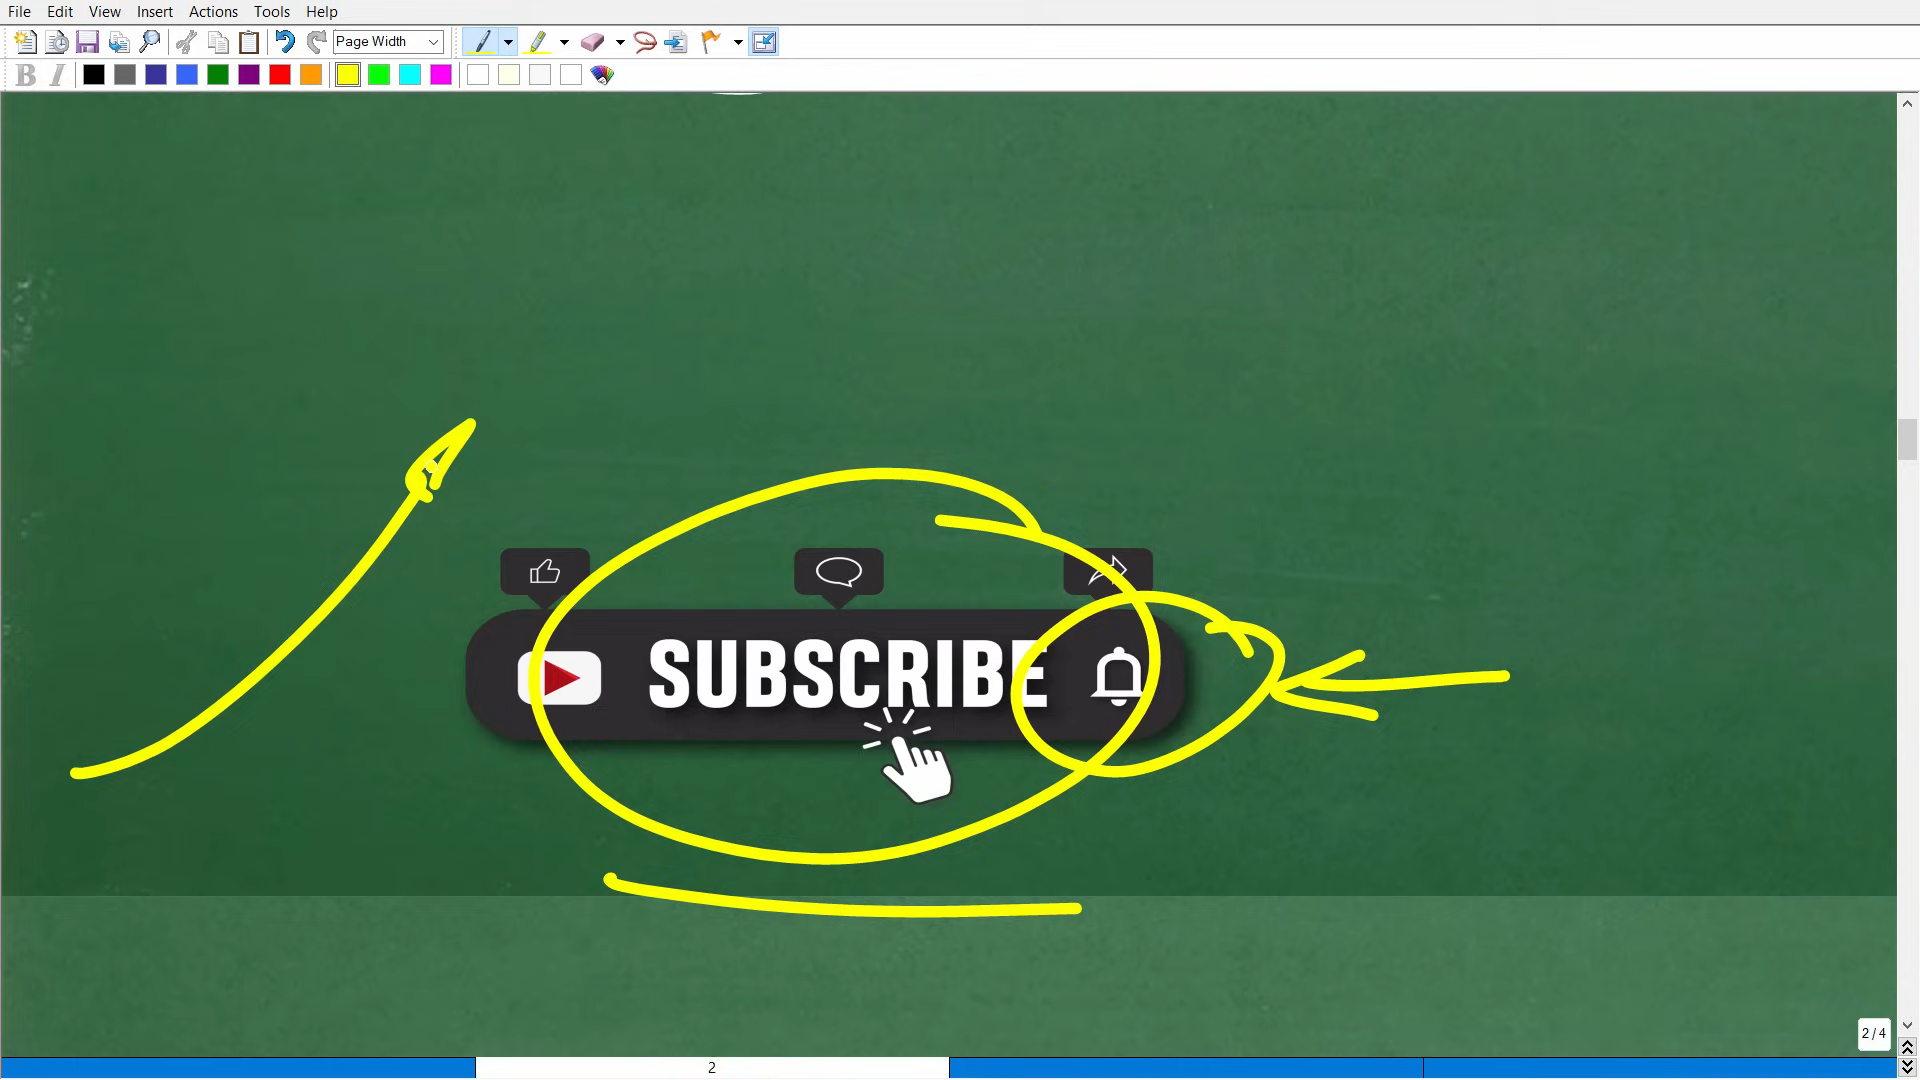 File Edit View Insert Actions Tools Help
Page Width
B I
SUBSCRIBE
2 / 4
2